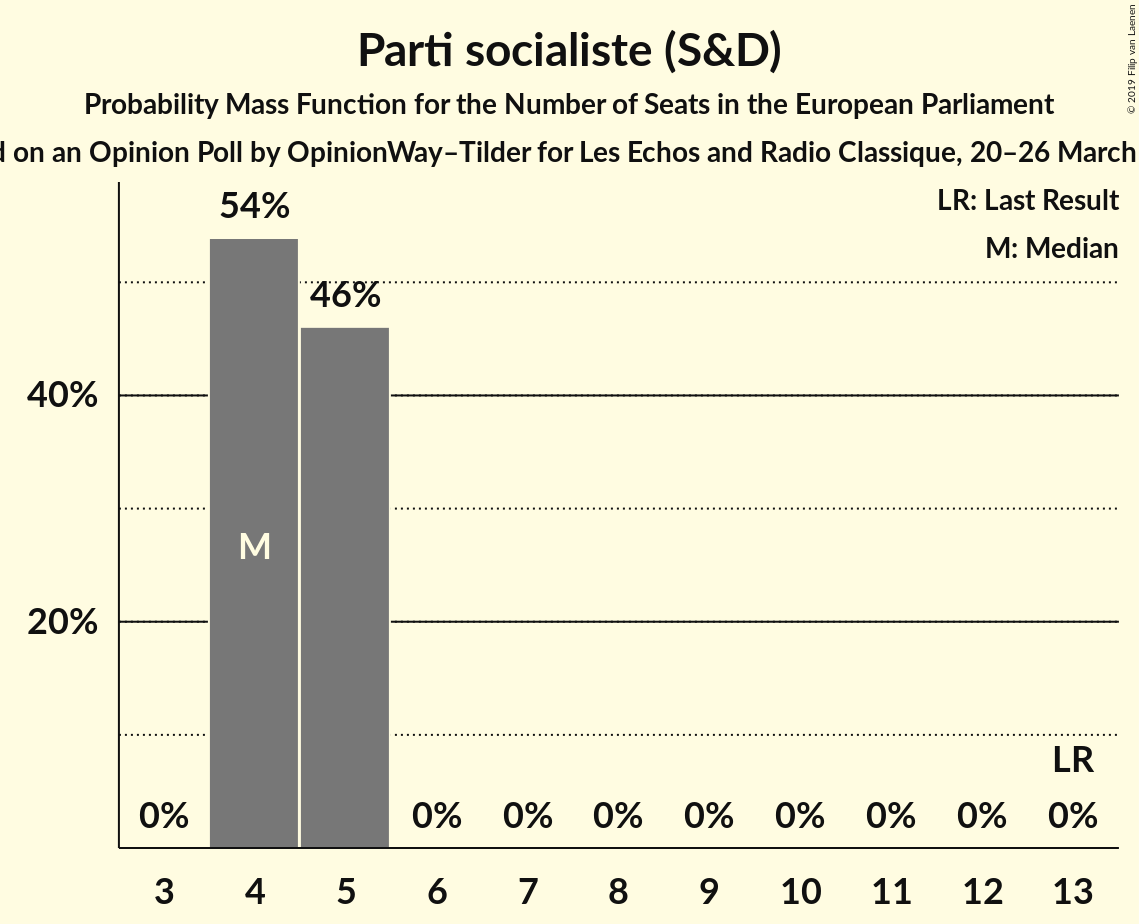 Parti socialiste (S&D)
Probability Mass Function for the Number of Seats in the European Parliament
on an Opinion Poll by OpinionWay–Tilder for Les Echos and Radio Classique, 20–26 March
© 2019 Filip van Laenen
LR: Last Result
M: Median
54%
46%
40%
M
20%
LR
0% 0% 0% 0% 0% 0% 0% 0% 0%
3 4 5 6 7 8 9 10 11 12 13